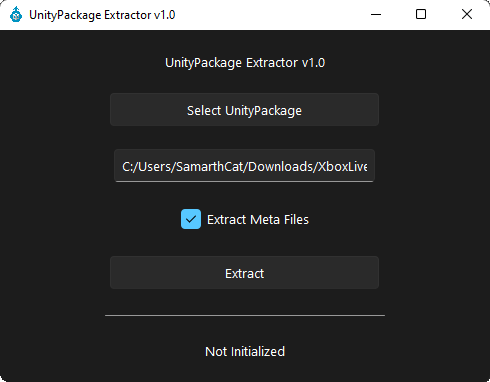 UnityPackage Extractor v1.0
UnityPackage Extractor v1.0
Select UnityPackage
C:/Users/SamarthCat/Downloads/XboxLive
Extract Meta Files
Extract
Not Initialized